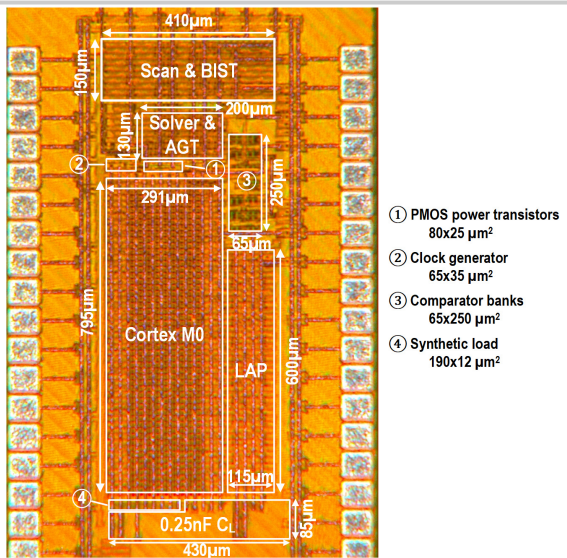 410µm
150µm
Scan & BIST
200µm
130µm
Solver &
AGT
②
①
③
250µm
291µm
65µm
① PMOS power transistors
80x25 µm²
② Clock generator
65x35 µm²
③ Comparator banks
65x250 µm²
④ Synthetic load
190x12 µm²
795µm
Cortex M0
LAP
600µm
115µm
④
0.25nF CL
85µm
430µm